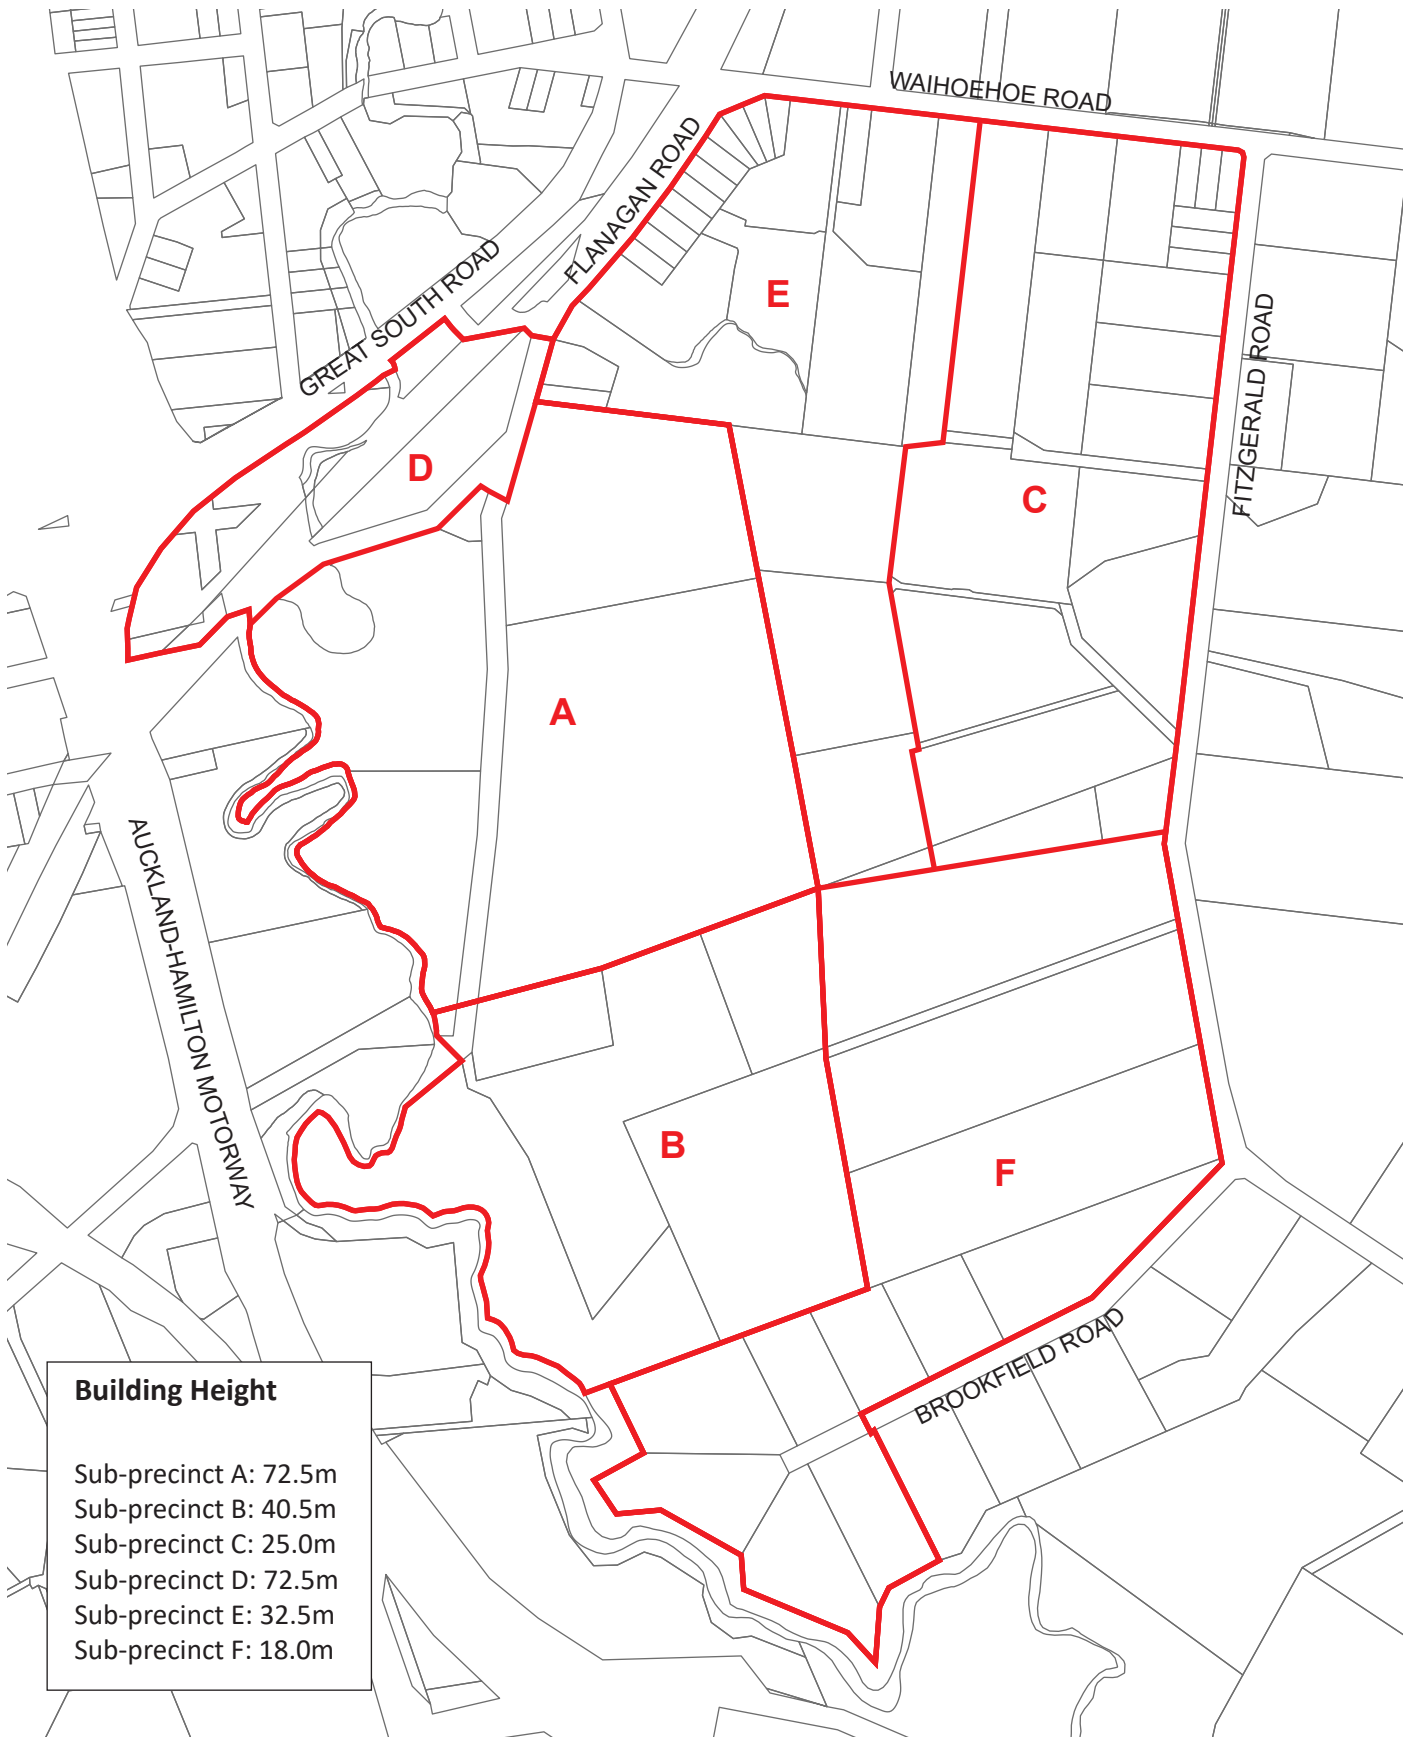 WAIHOEHOE ROAD
FLANAGAN ROAD
GREAT SOUTH ROAD
E
FITZGERALD ROAD
D
C
A
AUCKLAND-HAMILTON MOTORWAY
B
F
BROOKFIELD ROAD
Building Height
Sub-precinct A: 72.5m
Sub-precinct B: 40.5m
Sub-precinct C: 25.0m
Sub-precinct D: 72.5m
Sub-precinct E: 32.5m
Sub-precinct F: 18.0m